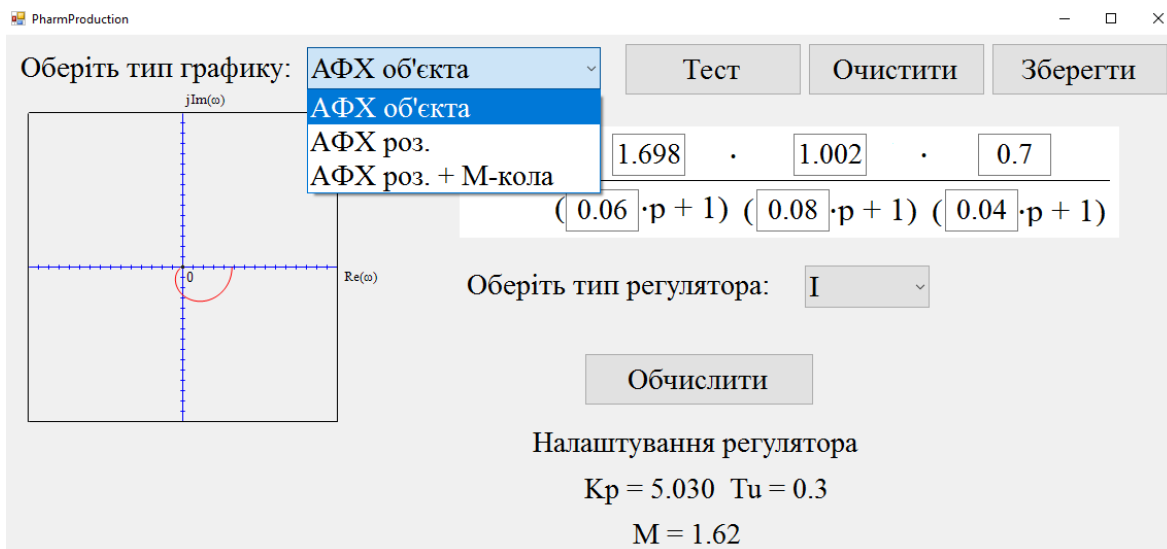 PharmProduction
Оберіть тип графику: АФХ об'єкта Тест Очистити Зберегти
АФХ об'єкта
АФХ роз.
АФХ роз. + М-кола
jIm(ω)
0
Re(ω)
1.698 · 1.002 · 0.7
( 0.06 ·p + 1) ( 0.08 ·p + 1) ( 0.04 ·p + 1)
Оберіть тип регулятора: I
Обчислити
Налаштування регулятора
Kp = 5.030 Tu = 0.3
M = 1.62